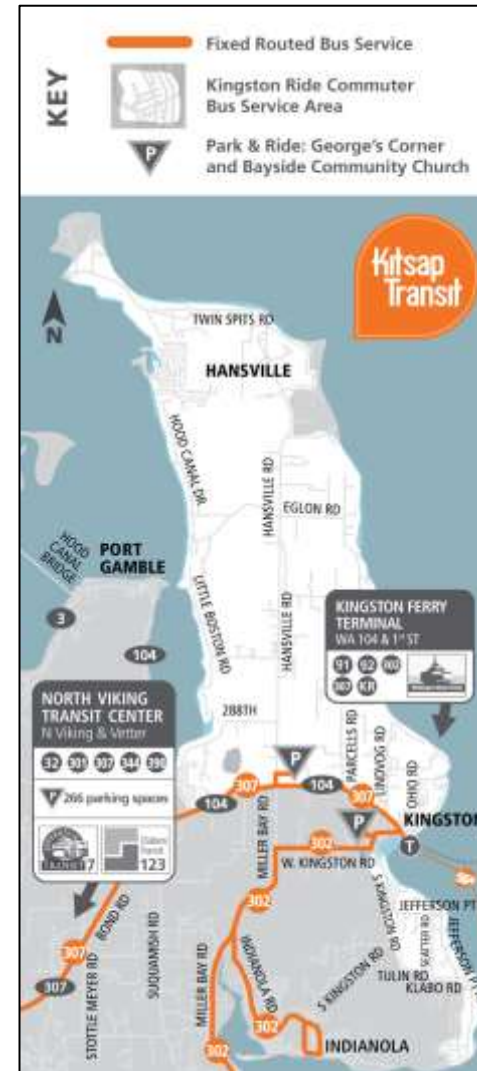 KEY
Fixed Routed Bus Service
Kingston Ride Commuter
Bus Service Area
P
Park & Ride: George's Corner
and Bayside Community Church
Kitsap
Transit
N
TWIN SPITS RD
HANSVILLE
HOOD CANAL DR
HANSVILLE RD
EGLON RD
HOOD
CANAL
BRIDGE
PORT
GAMBLE
3
104
LITTLE BOSTON RD
HANSVILLE RD
KINGSTON FERRY
TERMINAL
WA 104 & 1ST ST
91 92 302
307 KR
NORTH VIKING
TRANSIT CENTER
N Viking & Vetter
32 301 307 344 390
P 266 parking spaces
TRANSIT 7
Transit
123
288TH
P
PARCELLS RD
LINDVOG RD
OHIO RD
307
104
307
104
P
KINGSTON
T
MILLER BAY RD
302
W. KINGSTON RD
302
S KINGSTON RD
JEFFERSON PT
JEFFERSON PT
BOND RD
307
307
STOTTLE MEYER RD
SUQUAMISH RD
MILLER BAY RD
INDIANOLA RD
S KINGSTON RD
TULIN RD
KLABO RD
302
302
INDIANOLA